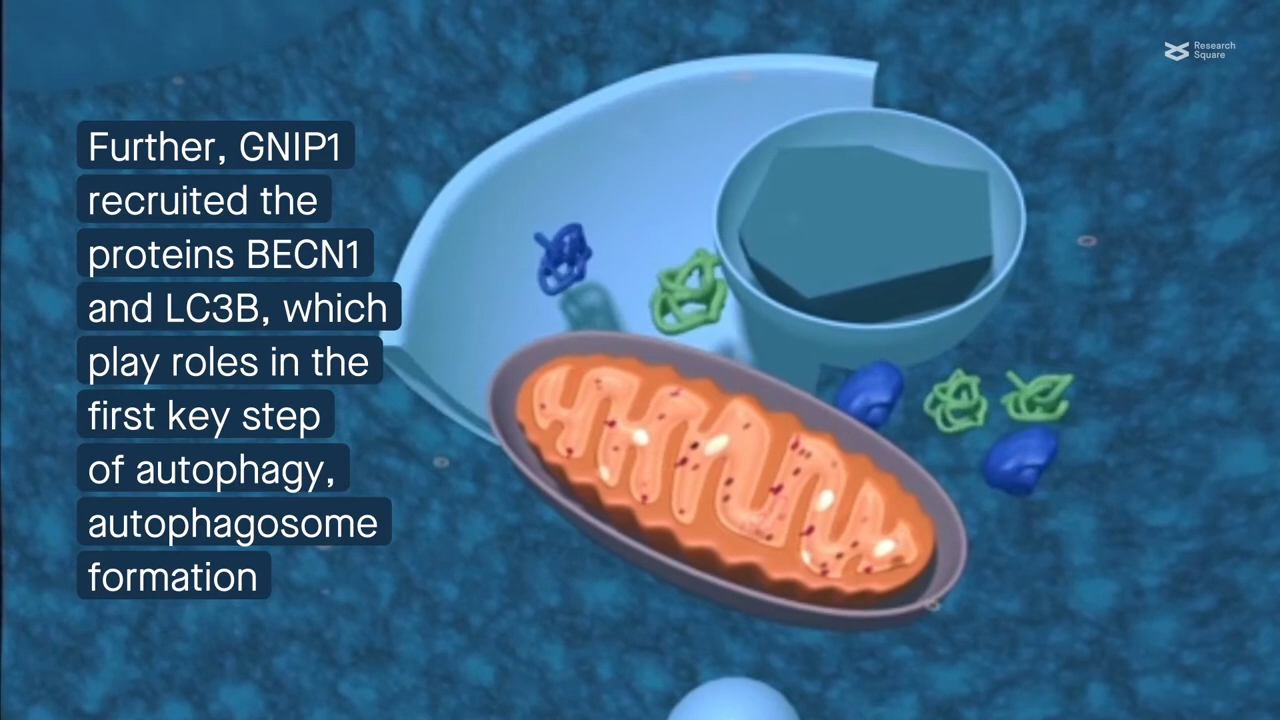 Research
Square
Further, GNIP1
recruited the
proteins BECN1
and LC3B, which
play roles in the
first key step
of autophagy,
autophagosome
formation